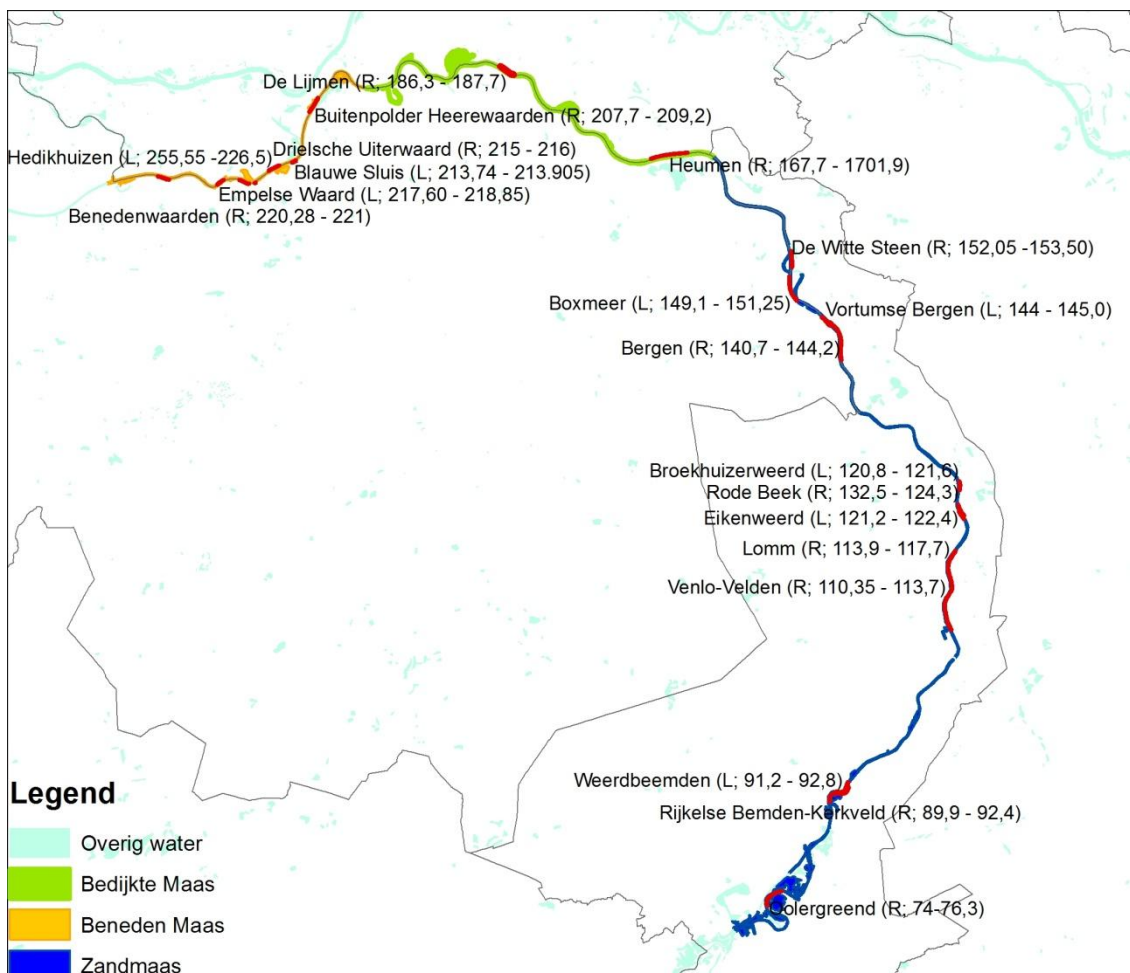 De Lijmen (R; 186,3 - 187,7)
Buitenpolder Heerewaarden (R; 207,7 - 209,2)
Drielsche Uiterwaard (R; 215 - 216)
Hedikhuizen (L; 255,55 -226,5)
Blauwe Sluis (L; 213,74 - 213.905)
Heumen (R; 167,7 - 1701,9)
Empelse Waard (L; 217,60 - 218,85)
Benedenwaarden (R; 220,28 - 221)
De Witte Steen (R; 152,05 -153,50)
Boxmeer (L; 149,1 - 151,25)
Vortumse Bergen (L; 144 - 145,0)
Bergen (R; 140,7 - 144,2)
Broekhuizerweerd (L; 120,8 - 121,6)
Rode Beek (R; 132,5 - 124,3)
Eikenweerd (L; 121,2 - 122,4)
Lomm (R; 113,9 - 117,7)
Venlo-Velden (R; 110,35 - 113,7)
Weerdbeemden (L; 91,2 - 92,8)
Rijkelse Bemden-Kerkveld (R; 89,9 - 92,4)
Oolergreend (R; 74-76,3)
Legend
Overig water
Bedijkte Maas
Beneden Maas
Zandmaas